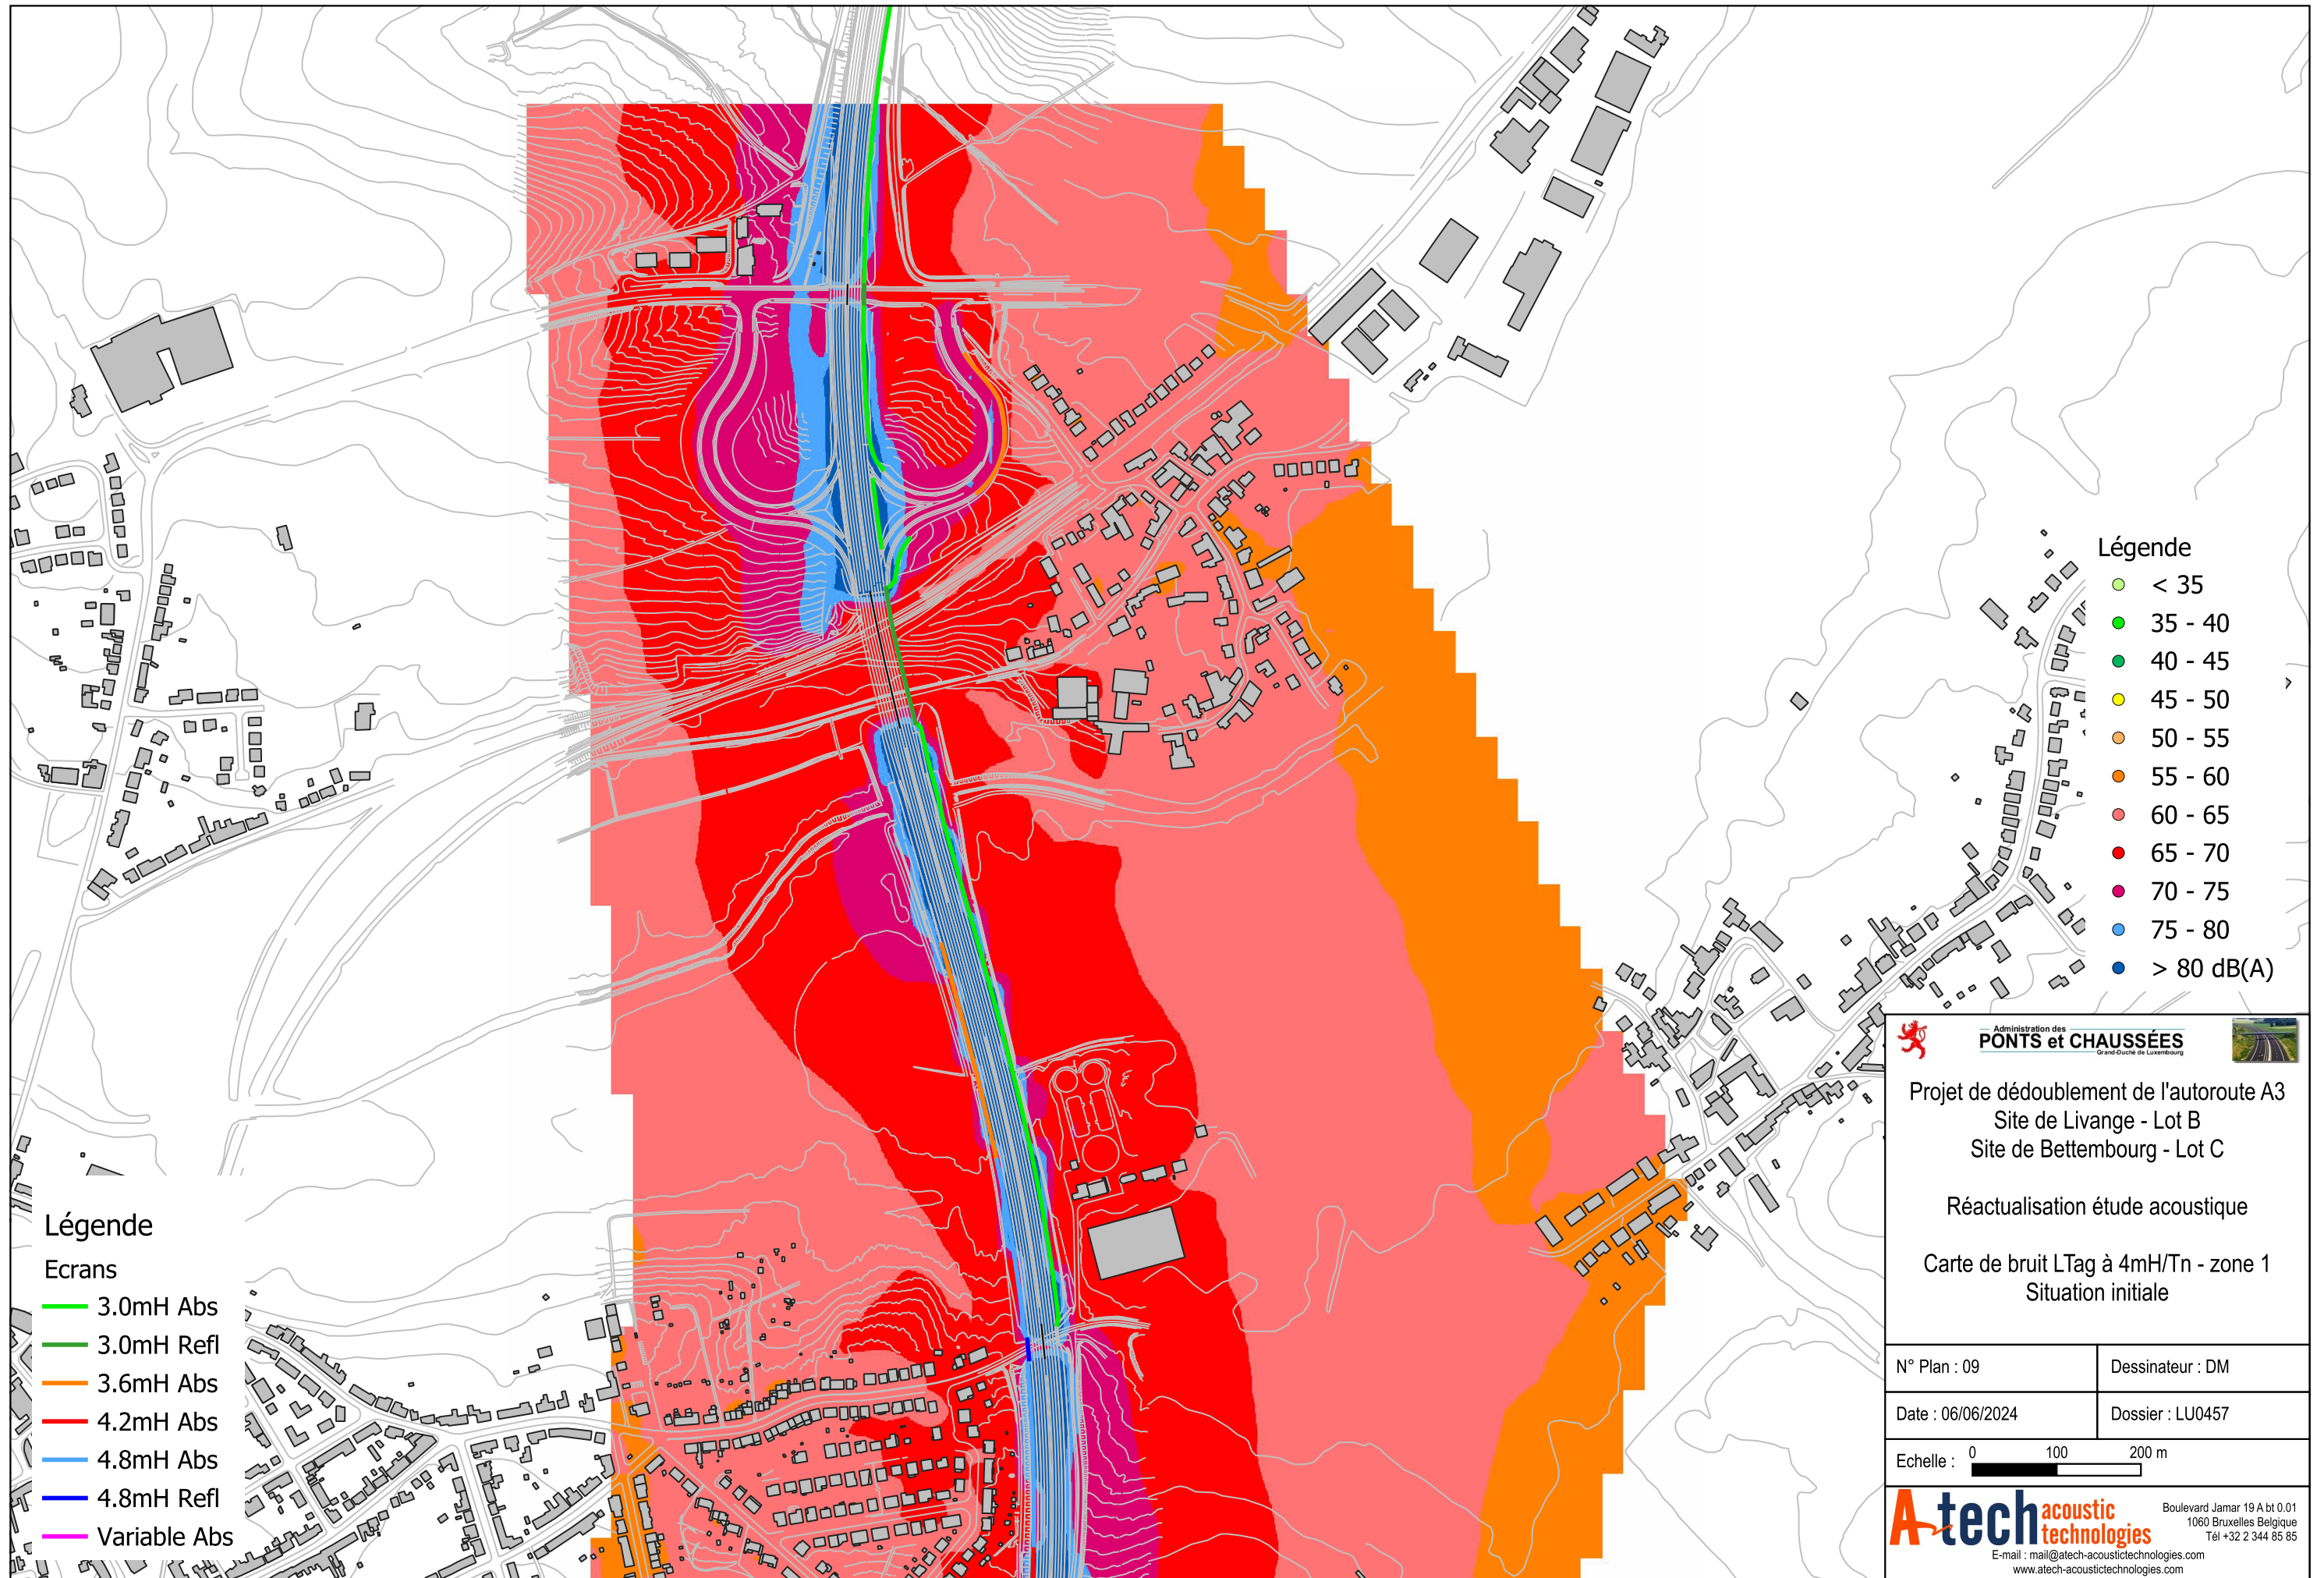 Légende
< 35
35 - 40
40 - 45
45 - 50
50 - 55
55 - 60
60 - 65
65 - 70
70 - 75
75 - 80
> 80 dB(A)
Légende
Ecrans
3.0mH Abs
3.0mH Refl
3.6mH Abs
4.2mH Abs
4.8mH Abs
4.8mH Refl
Variable Abs
Administration des
PONTS et CHAUSSÉES
Grand-Duché de Luxembourg
Projet de dédoublement de l'autoroute A3
Site de Livange - Lot B
Site de Bettembourg - Lot C
Réactualisation étude acoustique
Carte de bruit LTag à 4mH/Tn - zone 1
Situation initiale
N° Plan : 09
Dessinateur : DM
Date : 06/06/2024
Dossier : LU0457
Echelle :
0 100 200 m
A-tech acoustic technologies
Boulevard Jamar 19 A bt 0.01
1060 Bruxelles Belgique
Tél +32 2 344 85 85
E-mail : mail@atech-acoustictechnologies.com
www.atech-acoustictechnologies.com